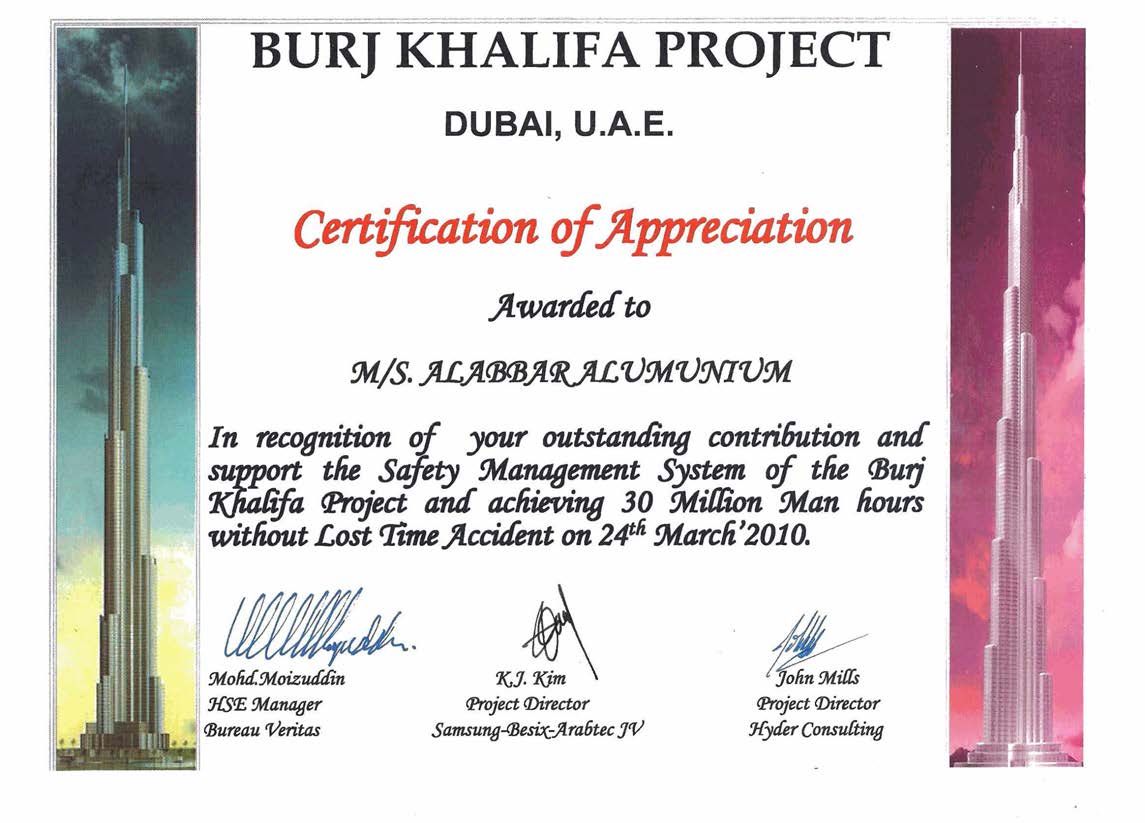 BURJ KHALIFA PROJECT
DUBAI, U.A.E.
Certification of Appreciation
Awarded to
M/S. ALABBAR ALUMUNIUM
In recognition of your outstanding contribution and
support the Safety Management System of the Burj
Khalifa Project and achieving 30 Million Man hours
without Lost Time Accident on 24th March'2010.
Mohd.Moizuddin
HSE Manager
Bureau Veritas
K.J. Kim
Project Director
Samsung-Besix-Arabtec JV
John Mills
Project Director
Hyder Consulting